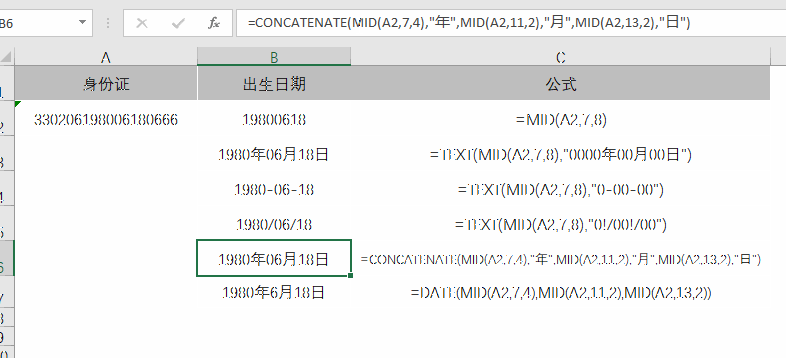 B6 fx =CONCATENATE(MID(A2,7,4),"年",MID(A2,11,2),"月",MID(A2,13,2),"日")
A B C
1 身份证 出生日期 公式
2 330206198006180666 19800618 =MID(A2,7,8)
3 1980年06月18日 =TEXT(MID(A2,7,8),"0000年00月00日")
4 1980-06-18 =TEXT(MID(A2,7,8),"0-00-00")
5 1980/06/18 =TEXT(MID(A2,7,8),"0!/00!/00")
6 1980年06月18日 =CONCATENATE(MID(A2,7,4),"年",MID(A2,11,2),"月",MID(A2,13,2),"日")
7 1980年6月18日 =DATE(MID(A2,7,4),MID(A2,11,2),MID(A2,13,2))
8
9